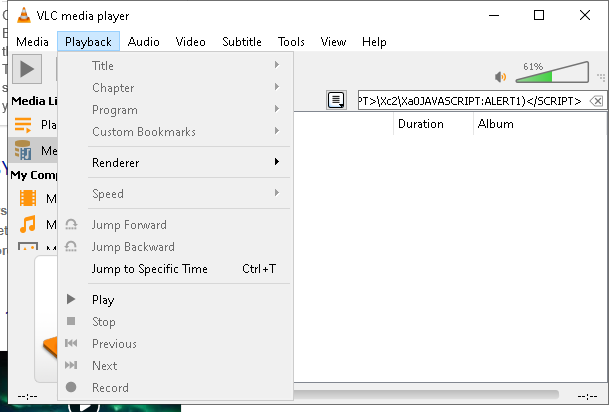 VLC media player
Media Playback Audio Video Subtitle Tools View Help
61%
Title
Chapter
Program
Custom Bookmarks
Renderer
Speed
Jump Forward
Jump Backward
Jump to Specific Time Ctrl+T
Play
Stop
Previous
Next
Record
Media Li
Pla
Me
My Comp
M
M
M
PT>\Xc2\Xa0JAVASCRIPT:ALERT1)</SCRIPT>
Duration Album
--:-- --:--